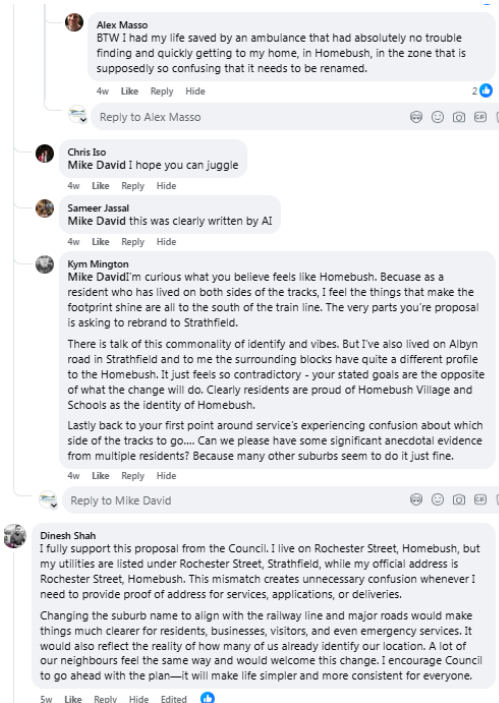 Alex Masso
BTW I had my life saved by an ambulance that had absolutely no trouble
finding and quickly getting to my home, in Homebush, in the zone that is
supposedly so confusing that it needs to be renamed.
4w Like Reply Hide 2
Reply to Alex Masso
Chris Iso
Mike David I hope you can juggle
4w Like Reply Hide
Sameer Jassal
Mike David this was clearly written by AI
4w Like Reply Hide
Kym Mington
Mike DavidI'm curious what you believe feels like Homebush. Becuase as a
resident who has lived on both sides of the tracks, I feel the things that make the
footprint shine are all to the south of the train line. The very parts you're proposal
is asking to rebrand to Strathfield.
There is talk of this commonality of identify and vibes. But I've also lived on Albyn
road in Strathfield and to me the surrounding blocks have quite a different profile
to the Homebush. It just feels so contradictory - your stated goals are the opposite
of what the change will do. Clearly residents are proud of Homebush Village and
Schools as the identity of Homebush.
Lastly back to your first point around service's experiencing confusion about which
side of the tracks to go.... Can we please have some significant anecdotal evidence
from multiple residents? Because many other suburbs seem to do it just fine.
4w Like Reply Hide
Reply to Mike David
Dinesh Shah
I fully support this proposal from the Council. I live on Rochester Street, Homebush, but
my utilities are listed under Rochester Street, Strathfield, while my official address is
Rochester Street, Homebush. This mismatch creates unnecessary confusion whenever I
need to provide proof of address for services, applications, or deliveries.
Changing the suburb name to align with the railway line and major roads would make
things much clearer for residents, businesses, visitors, and even emergency services. It
would also reflect the reality of how many of us already identify our location. A lot of
our neighbours feel the same way and would welcome this change. I encourage Council
to go ahead with the plan—it will make life simpler and more consistent for everyone.
5w Like Reply Hide Edited